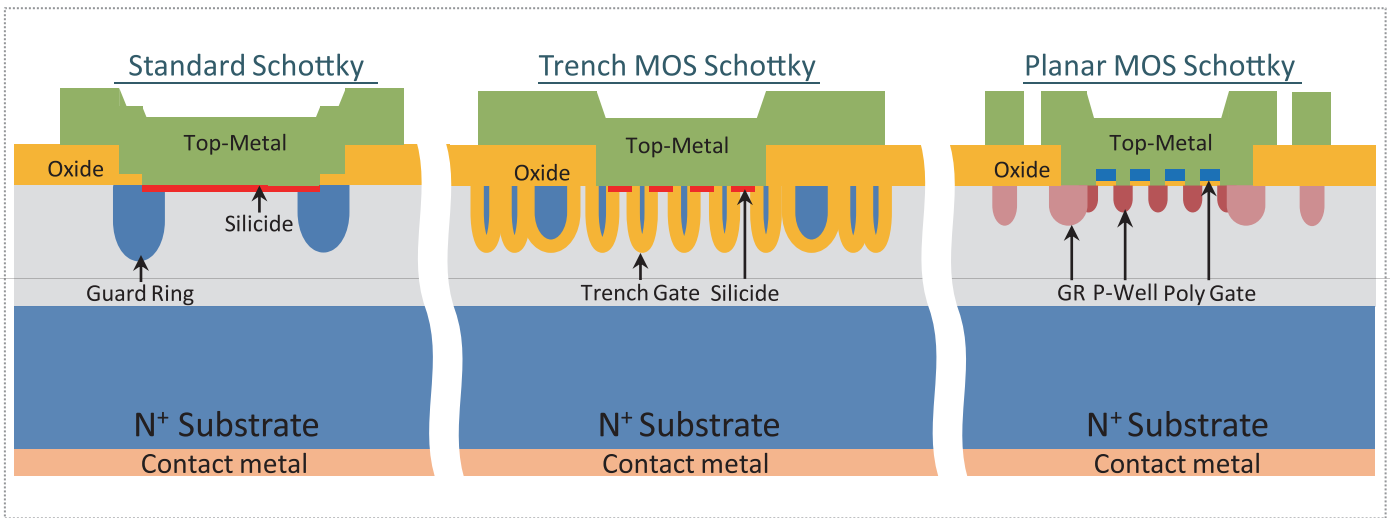 Standard Schottky
Trench MOS Schottky
Planar MOS Schottky
Top-Metal
Top-Metal
Top-Metal
Oxide
Oxide
Oxide
Silicide
Guard Ring
Trench Gate
Silicide
GR
P-Well
Poly Gate
N⁺ Substrate
N⁺ Substrate
N⁺ Substrate
Contact metal
Contact metal
Contact metal